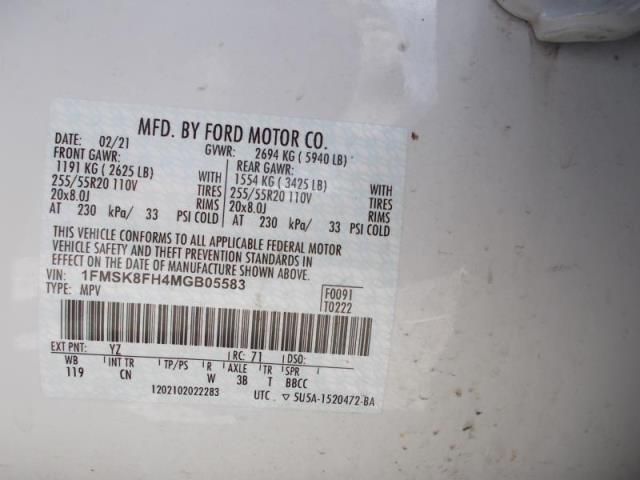 MFD. BY FORD MOTOR CO.
DATE: 02/21 GVWR: 2694 KG ( 5940 LB)
FRONT GAWR: REAR GAWR:
1191 KG ( 2625 LB) WITH 1554 KG ( 3425 LB) WITH
255/55R20 110V TIRES 255/55R20 110V TIRES
20x8.0J RIMS 20x8.0J RIMS
AT 230 kPa/ 33 PSI COLD AT 230 kPa/ 33 PSI COLD
THIS VEHICLE CONFORMS TO ALL APPLICABLE FEDERAL MOTOR
VEHICLE SAFETY AND THEFT PREVENTION STANDARDS IN
EFFECT ON THE DATE OF MANUFACTURE SHOWN ABOVE.
VIN: 1FMSK8FH4MGB05583
TYPE: MPV
F0091
T0222
EXT PNT: YZ RC: 71 DSO:
WB INT TR TP/PS R AXLE TR SPR
119 CN W 3B T BBCC
1202102022283 UTC ▽ SU5A-1520472-BA